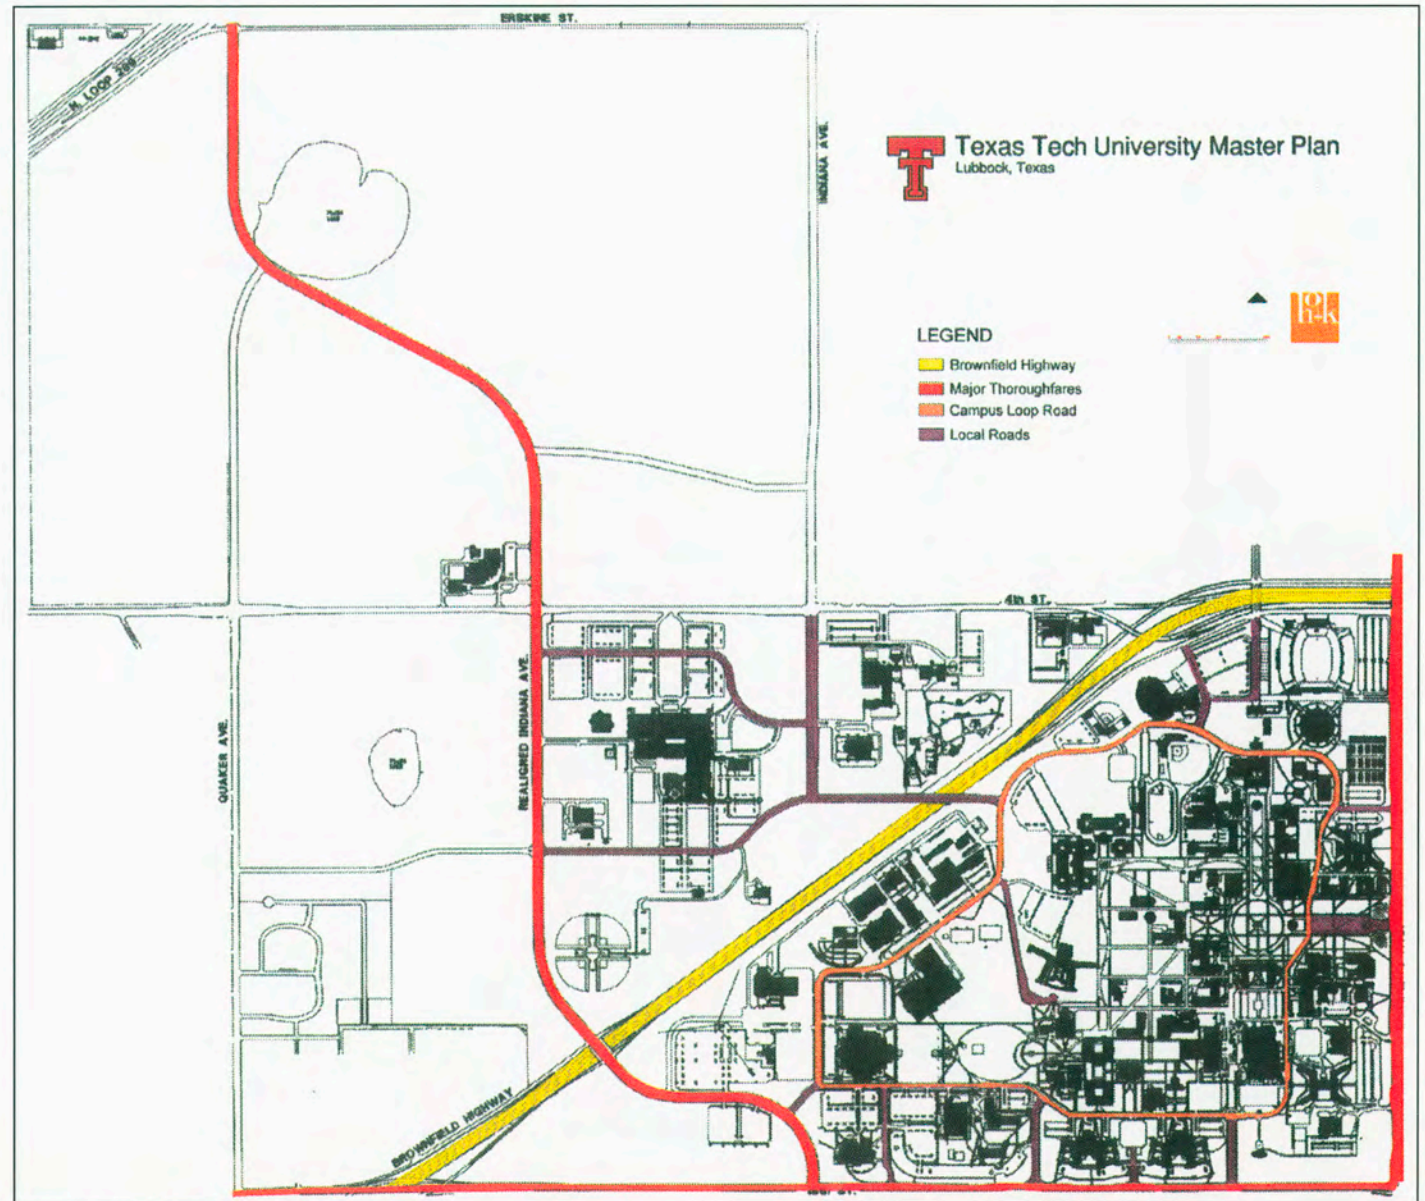 ERSKINE ST.
N. LOOP 289
INDIANA AVE.
Texas Tech University Master Plan
Lubbock, Texas
hok
LEGEND
Brownfield Highway
Major Thoroughfares
Campus Loop Road
Local Roads
4th ST.
QUAKER AVE.
REALIGNED INDIANA AVE.
BROWNFIELD HIGHWAY